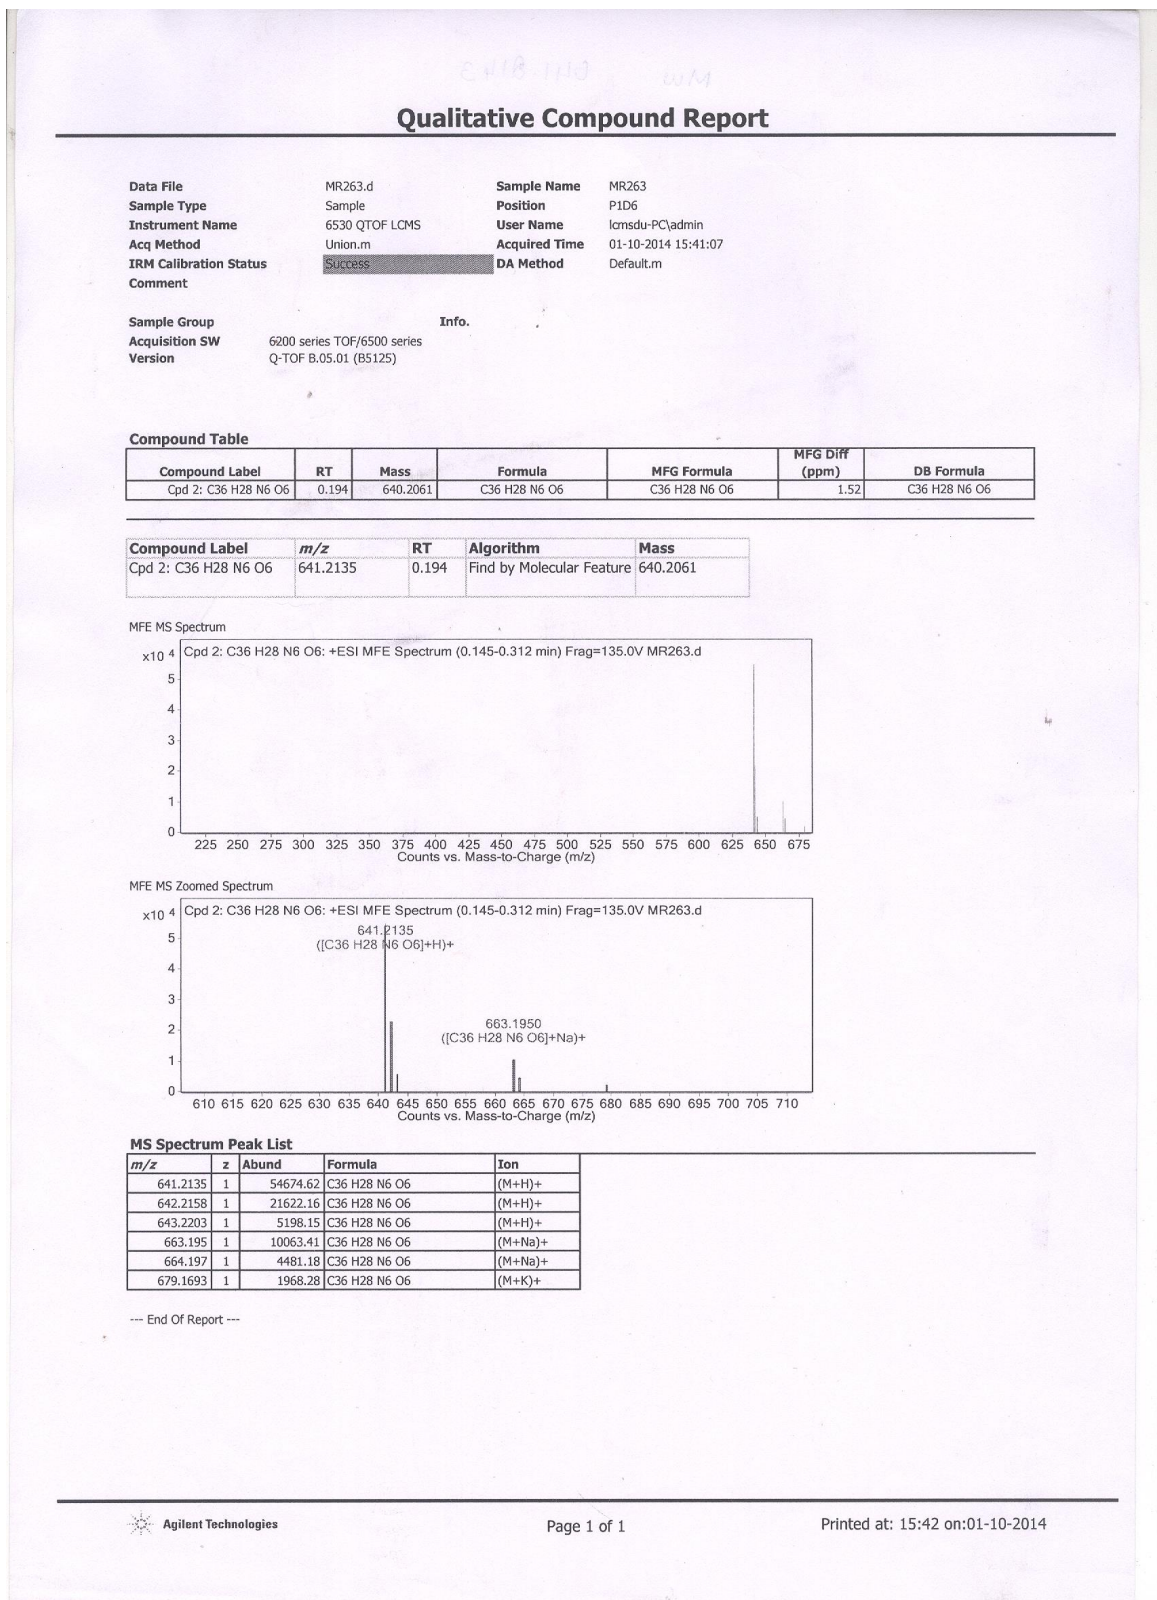 Qualitative Compound Report
Data File MR263.d Sample Name MR263
Sample Type Sample Position P1D6
Instrument Name 6530 QTOF LCMS User Name lcmsdu-PC\admin
Acq Method Union.m Acquired Time 01-10-2014 15:41:07
IRM Calibration Status Success DA Method Default.m
Comment
Sample Group Info.
Acquisition SW 6200 series TOF/6500 series
Version Q-TOF B.05.01 (B5125)
Compound Table
Compound Label RT Mass Formula MFG Formula MFG Diff (ppm) DB Formula
Cpd 2: C36 H28 N6 O6 0.194 640.2061 C36 H28 N6 O6 C36 H28 N6 O6 1.52 C36 H28 N6 O6
Compound Label m/z RT Algorithm Mass
Cpd 2: C36 H28 N6 O6 641.2135 0.194 Find by Molecular Feature 640.2061
MFE MS Spectrum
x10 4 Cpd 2: C36 H28 N6 O6: +ESI MFE Spectrum (0.145-0.312 min) Frag=135.0V MR263.d
5
4
3
2
1
0
225 250 275 300 325 350 375 400 425 450 475 500 525 550 575 600 625 650 675
Counts vs. Mass-to-Charge (m/z)
MFE MS Zoomed Spectrum
x10 4 Cpd 2: C36 H28 N6 O6: +ESI MFE Spectrum (0.145-0.312 min) Frag=135.0V MR263.d
641.2135
5
([C36 H28 N6 O6]+H)+
4
3
663.1950
2
([C36 H28 N6 O6]+Na)+
1
0
610 615 620 625 630 635 640 645 650 655 660 665 670 675 680 685 690 695 700 705 710
Counts vs. Mass-to-Charge (m/z)
MS Spectrum Peak List
m/z z Abund Formula Ion
641.2135 1 54674.62 C36 H28 N6 O6 (M+H)+
642.2158 1 21622.16 C36 H28 N6 O6 (M+H)+
643.2203 1 5198.15 C36 H28 N6 O6 (M+H)+
663.195 1 10063.41 C36 H28 N6 O6 (M+Na)+
664.197 1 4481.18 C36 H28 N6 O6 (M+Na)+
679.1693 1 1968.28 C36 H28 N6 O6 (M+K)+
--- End Of Report ---
Agilent Technologies Page 1 of 1 Printed at: 15:42 on:01-10-2014